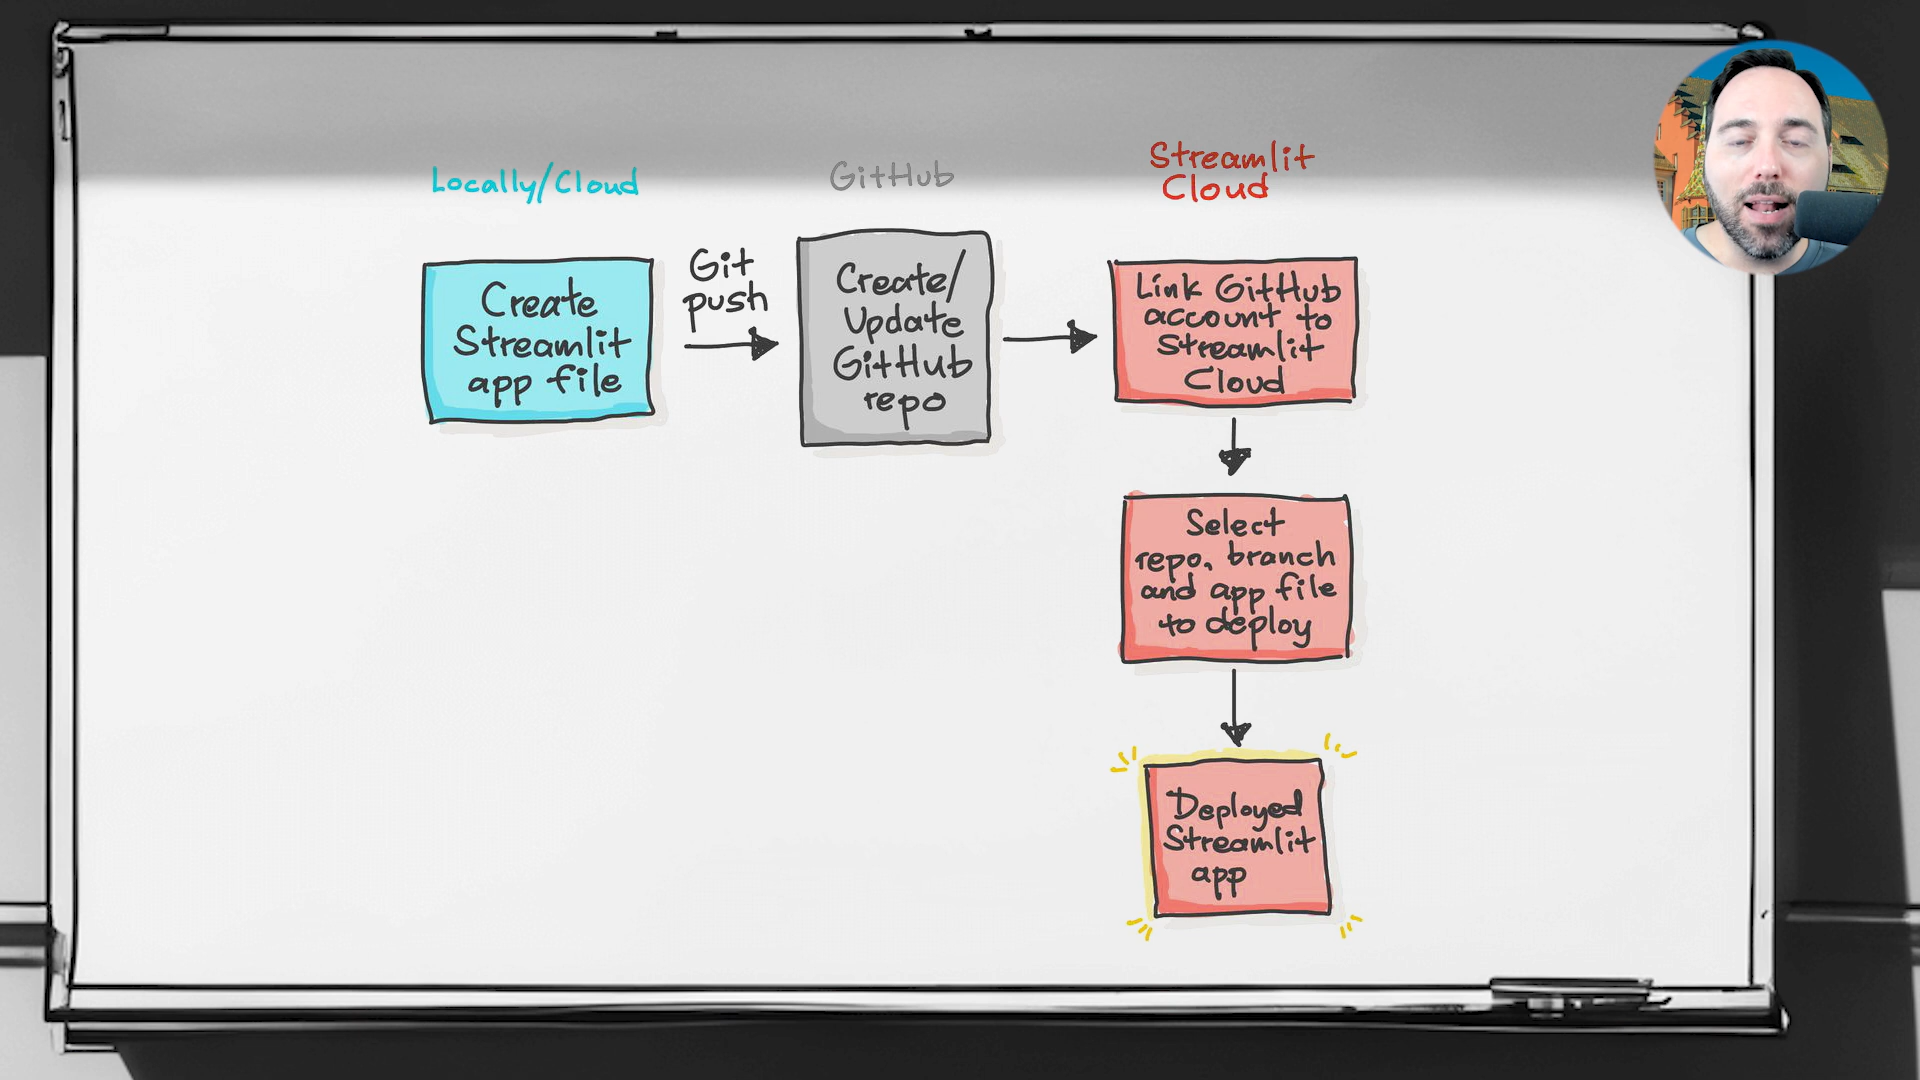 Locally/Cloud
GitHub
Streamlit
Cloud
Create
Streamlit
app file
Git
push
Create/
Update
GitHub
repo
Link GitHub
account to
Streamlit
Cloud
Select
repo, branch
and app file
to deploy
Deployed
Streamlit
app